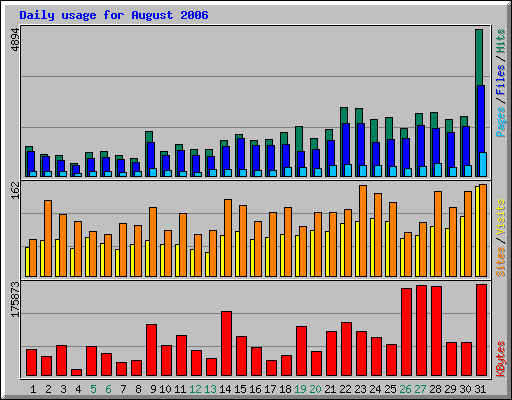 Daily usage for August 2006
4894
Pages / Files / Hits
162
Sites / Visits
175873
KBytes
1 2 3 4 5 6 7 8 9 10 11 12 13 14 15 16 17 18 19 20 21 22 23 24 25 26 27 28 29 30 31